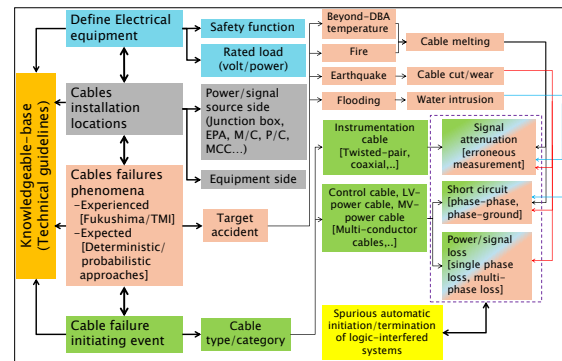 Knowledgeable-base
(Technical guidelines)
Define Electrical
equipment
Safety function
Rated load
(volt/power)
Cables
installation
locations
Power/signal
source side
(Junction box,
EPA, M/C, P/C,
MCC...)
Equipment side
Cables failures
phenomena
-Experienced
[Fukushima/TMI]
-Expected
[Deterministic/
probabilistic
approaches]
Target
accident
Cable failure
initiating event
Cable
type/category
Beyond-DBA
temperature
Fire
Earthquake
Flooding
Cable melting
Cable cut/wear
Water intrusion
Instrumentation
cable
[Twisted-pair,
coaxial,..]
Control cable, LV-
power cable, MV-
power cable
[Multi-conductor
cables,..]
Signal
attenuation
[erroneous
measurement]
Short circuit
[phase-phase,
phase-ground]
Power/signal
loss
[single phase
loss, multi-
phase loss]
Spurious automatic
initiation/termination
of logic-interfered
systems